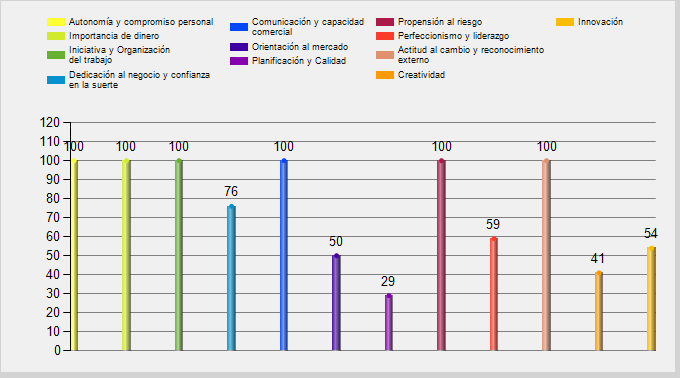 Autonomía y compromiso personal
Importancia de dinero
Iniciativa y Organización
del trabajo
Dedicación al negocio y confianza
en la suerte
Comunicación y capacidad
comercial
Orientación al mercado
Planificación y Calidad
Propensión al riesgo
Perfeccionismo y liderazgo
Actitud al cambio y reconocimiento
externo
Creatividad
Innovación
120
110
100
90
80
70
60
50
40
30
20
10
0
100
100
100
76
100
50
29
100
59
100
41
54